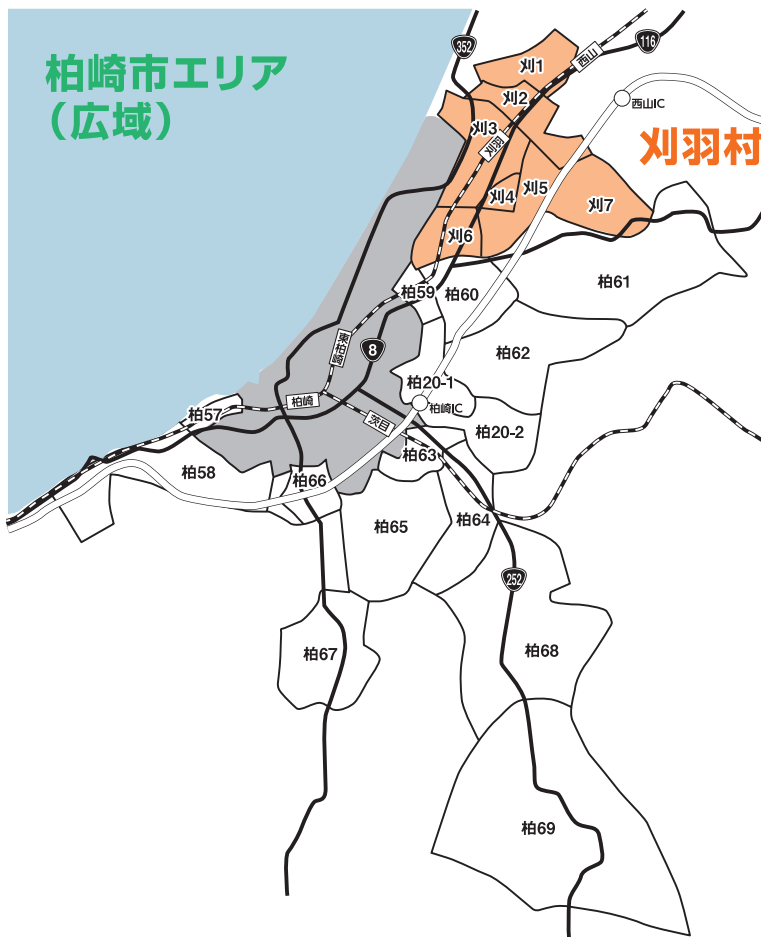 柏崎市エリア
（広域）
352
116
西山
刈1
刈2
西山IC
刈3
刈羽
刈羽村
刈4
刈5
刈7
刈6
柏59
柏60
柏61
東柏崎
8
柏62
柏20-1
柏崎
柏崎IC
柏57
茨目
柏20-2
柏63
柏58
柏66
柏65
柏64
252
柏67
柏68
柏69